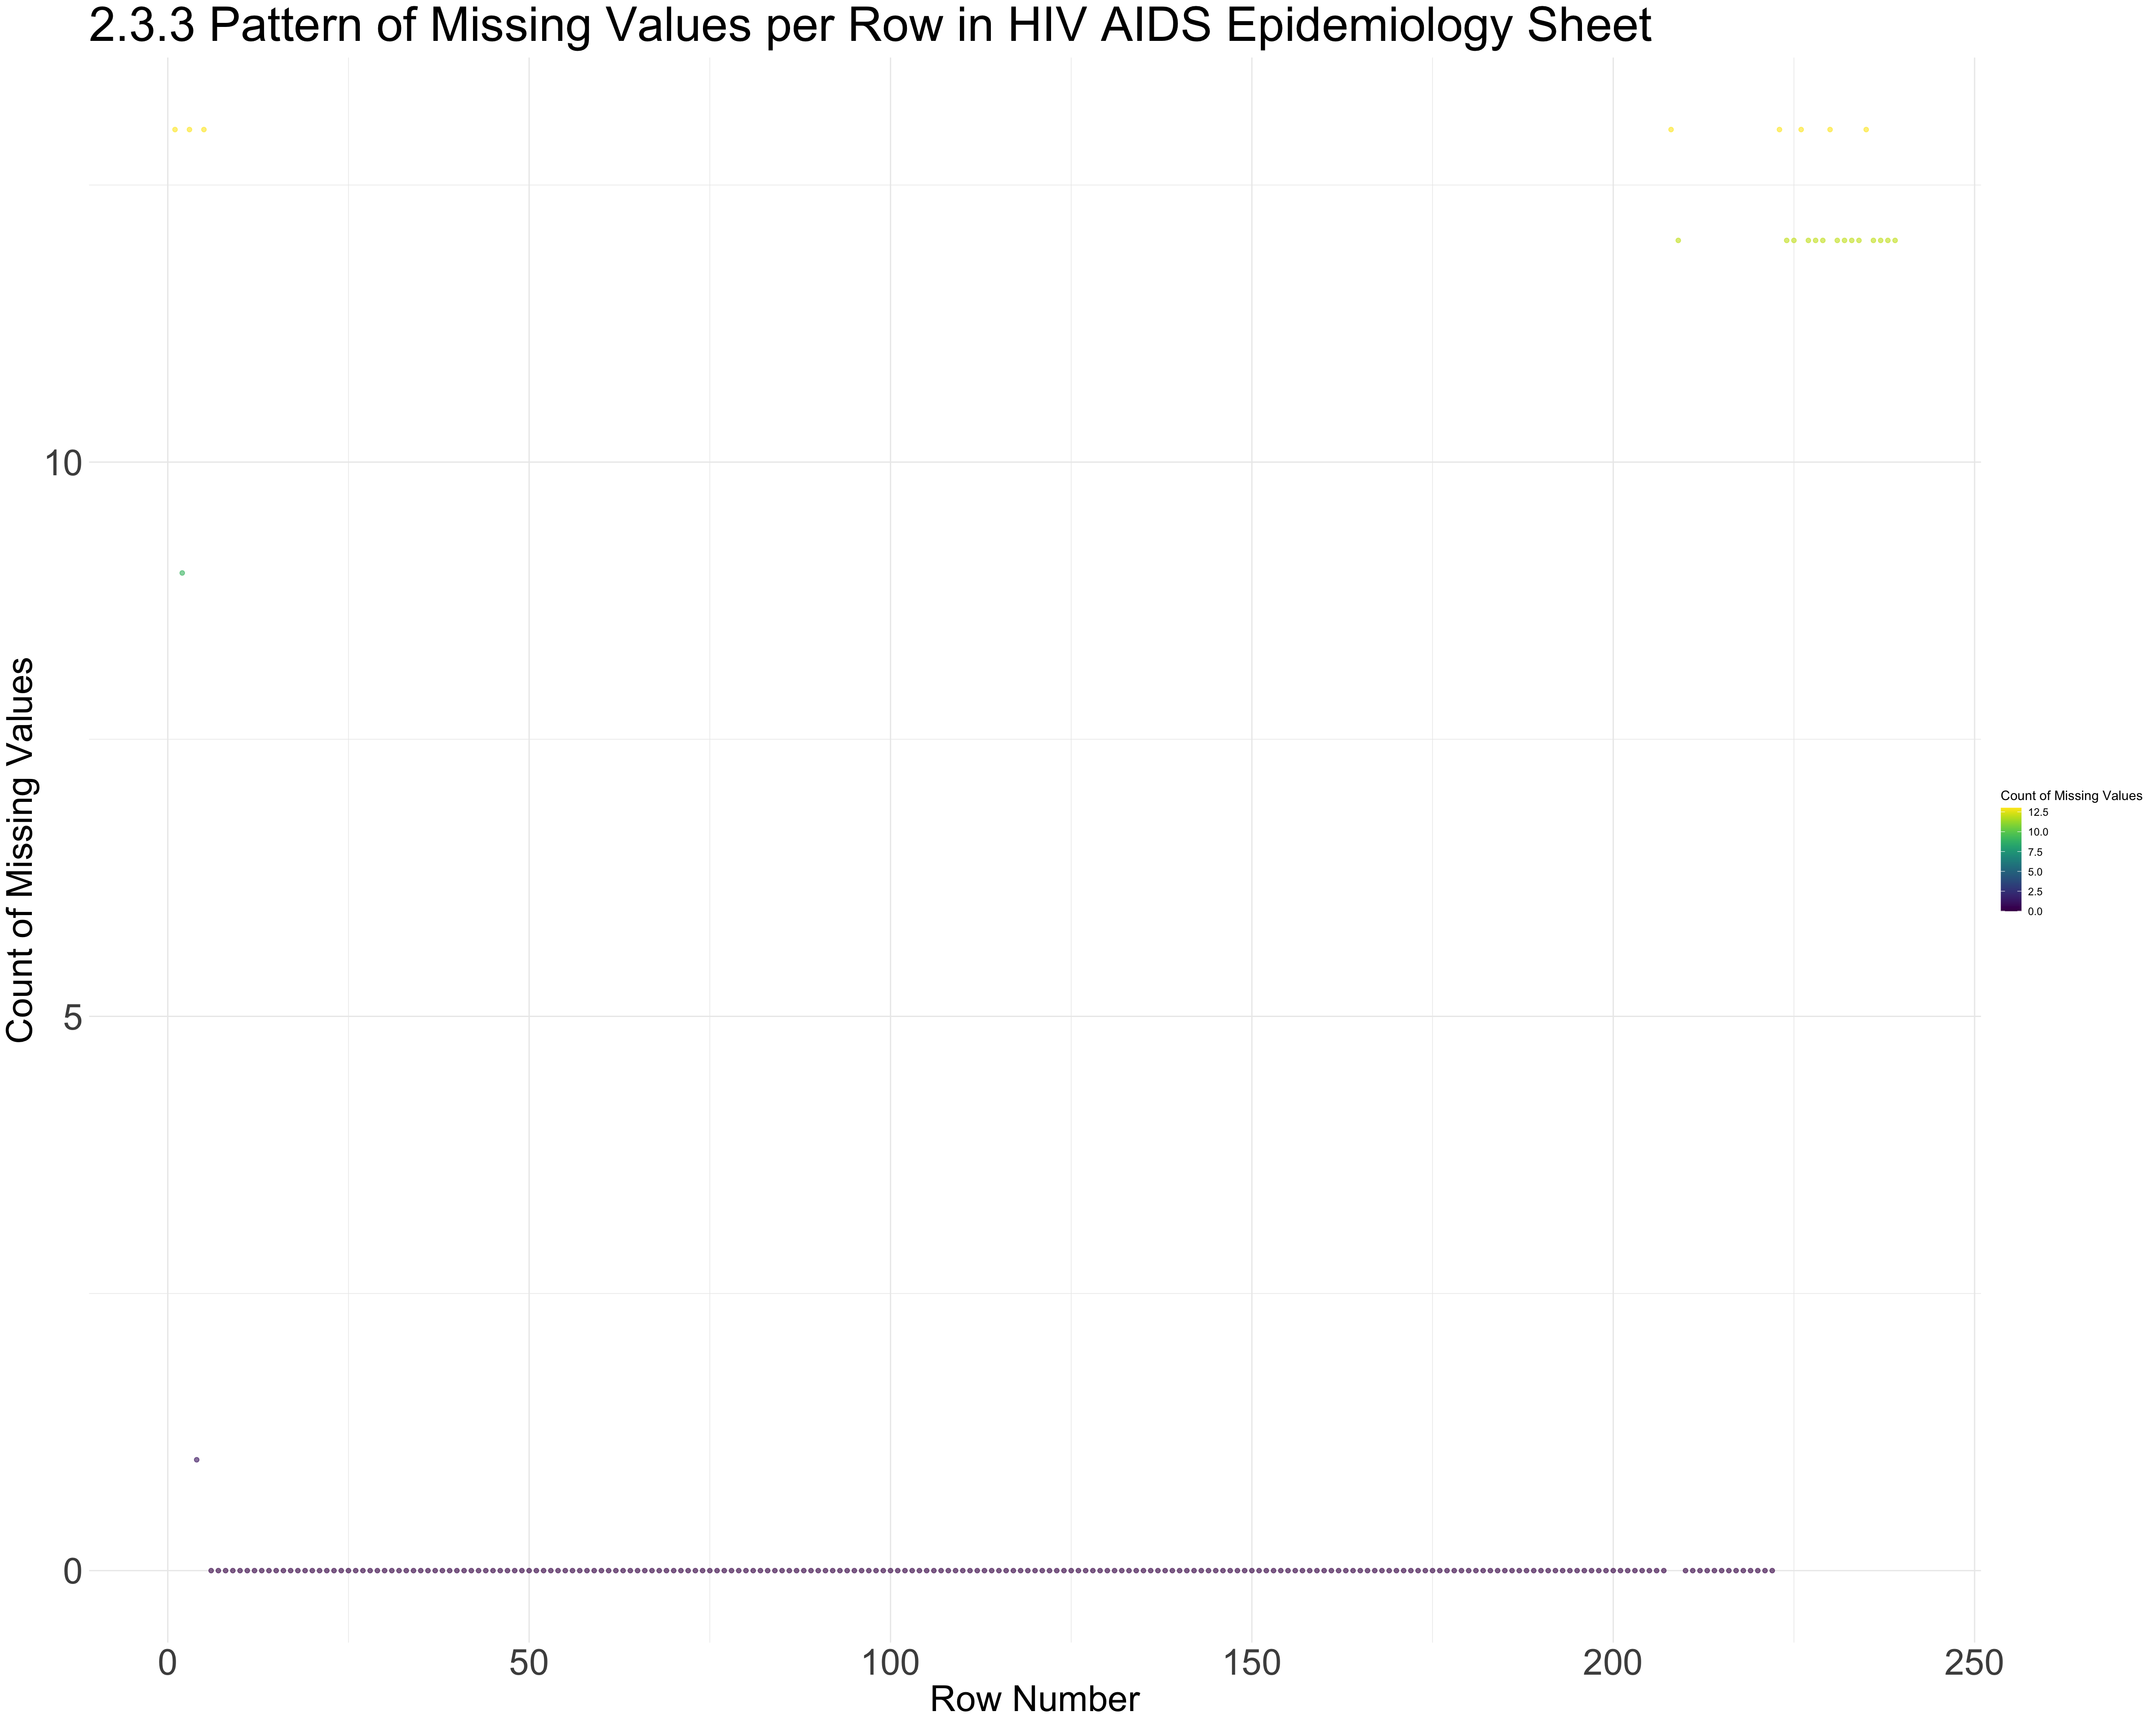 2.3.3 Pattern of Missing Values per Row in HIV AIDS Epidemiology Sheet
Count of Missing Values
10
5
0
0 50 100 150 200 250
Row Number
Count of Missing Values
12.5
10.0
7.5
5.0
2.5
0.0